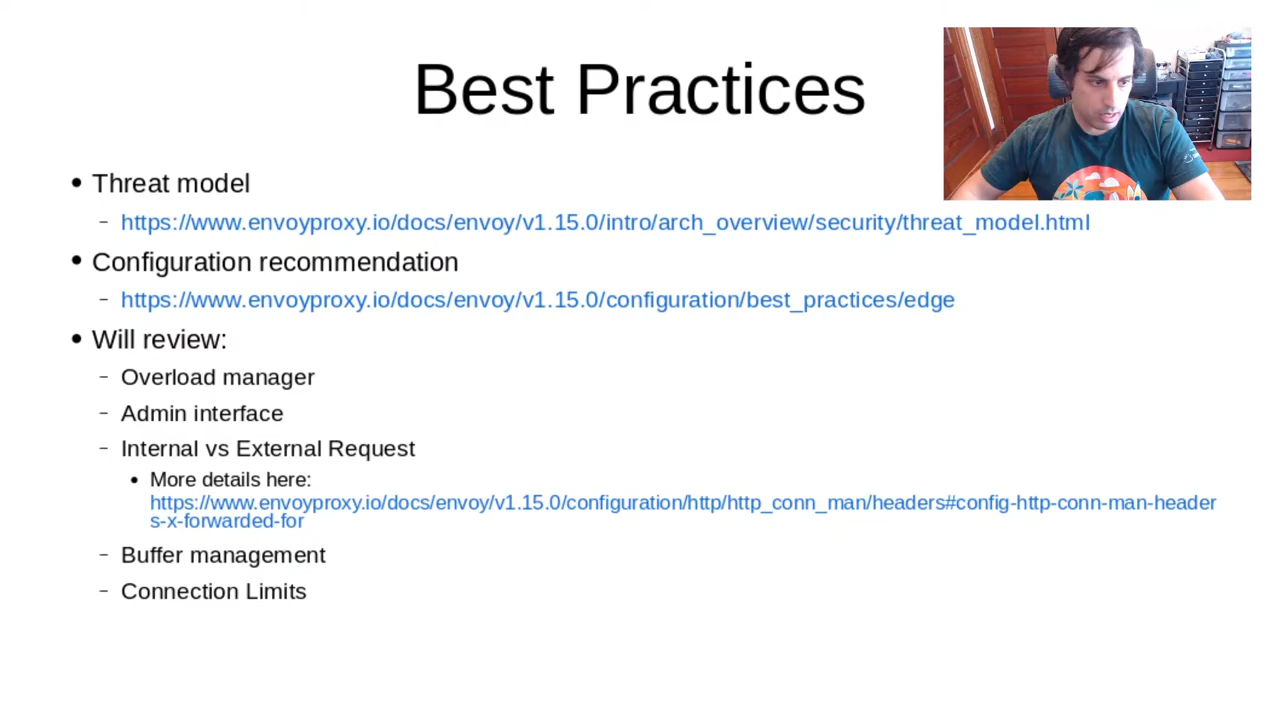 Best Practices
• Threat model
– https://www.envoyproxy.io/docs/envoy/v1.15.0/intro/arch_overview/security/threat_model.html
• Configuration recommendation
– https://www.envoyproxy.io/docs/envoy/v1.15.0/configuration/best_practices/edge
• Will review:
– Overload manager
– Admin interface
– Internal vs External Request
• More details here:
https://www.envoyproxy.io/docs/envoy/v1.15.0/configuration/http/http_conn_man/headers#config-http-conn-man-header
s-x-forwarded-for
– Buffer management
– Connection Limits